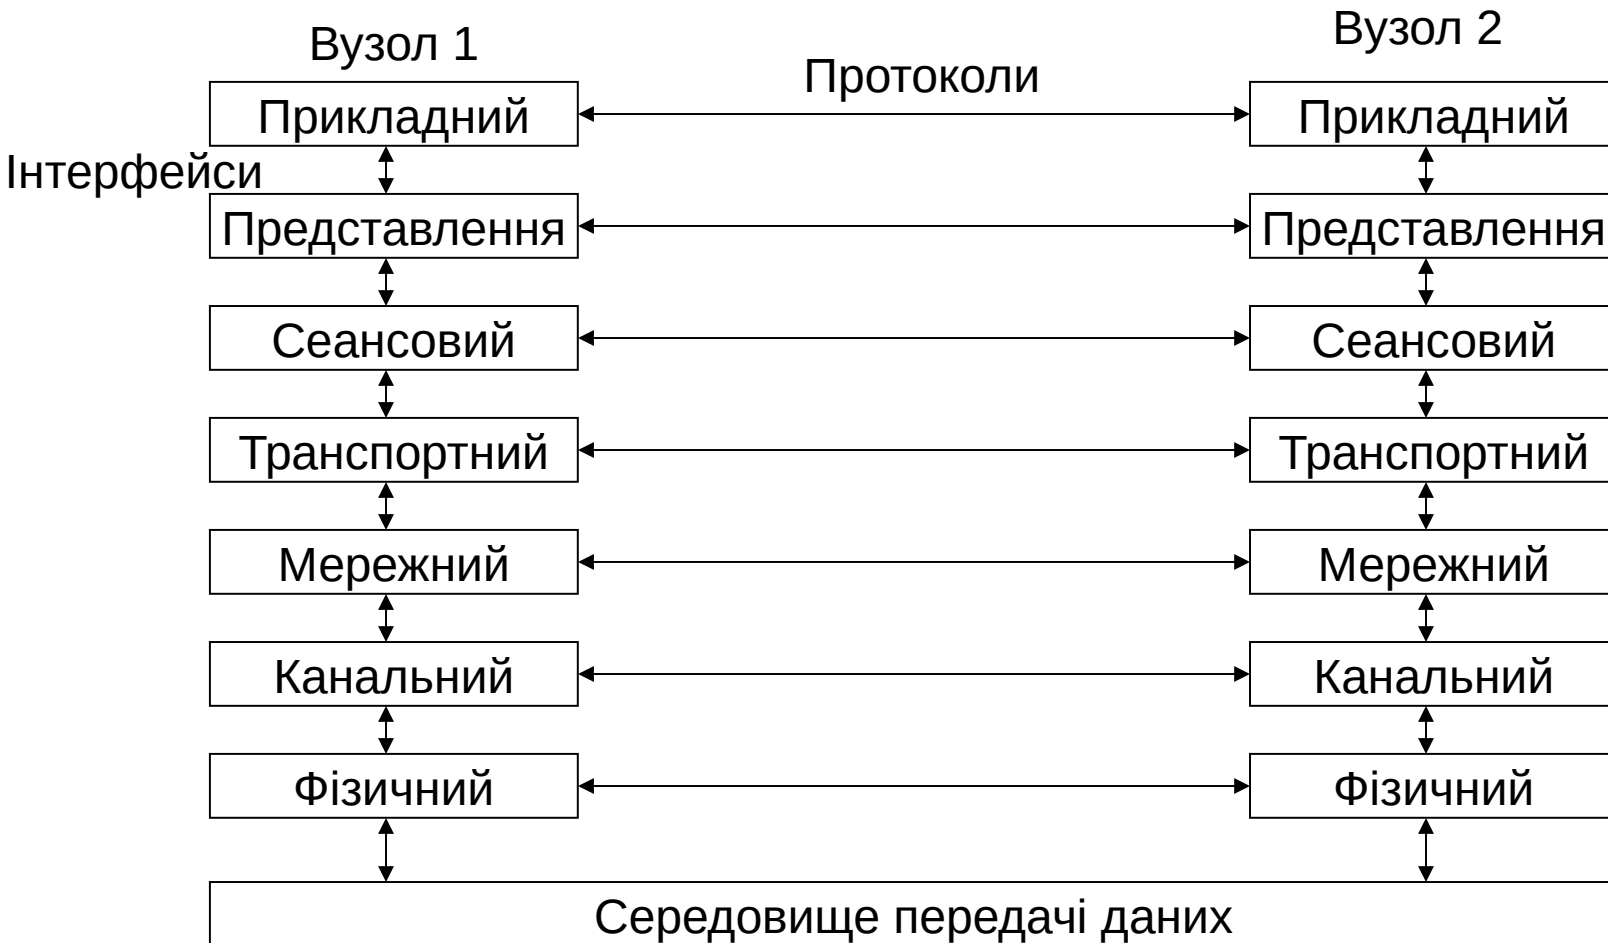 Вузол 1
Вузол 2
Протоколи
Прикладний
Прикладний
Інтерфейси
Представлення
Представлення
Сеансовий
Сеансовий
Транспортний
Транспортний
Мережний
Мережний
Канальний
Канальний
Фізичний
Фізичний
Середовище передачі даних